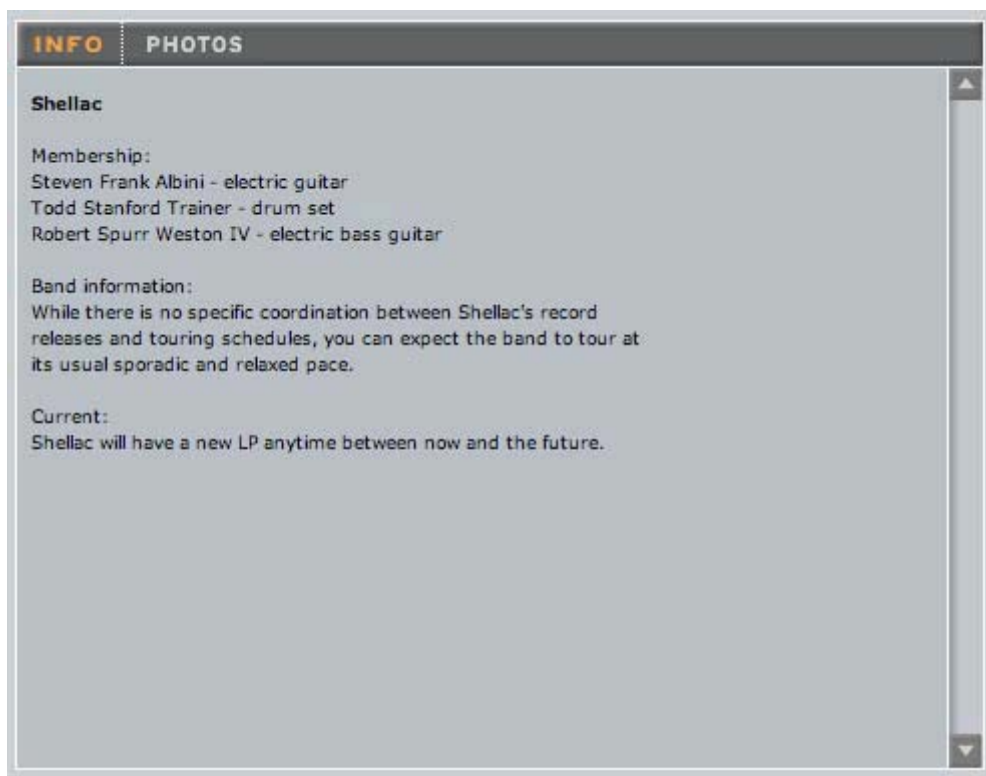 INFO PHOTOS
Shellac
Membership:
Steven Frank Albini - electric guitar
Todd Stanford Trainer - drum set
Robert Spurr Weston IV - electric bass guitar
Band information:
While there is no specific coordination between Shellac's record
releases and touring schedules, you can expect the band to tour at
its usual sporadic and relaxed pace.
Current:
Shellac will have a new LP anytime between now and the future.